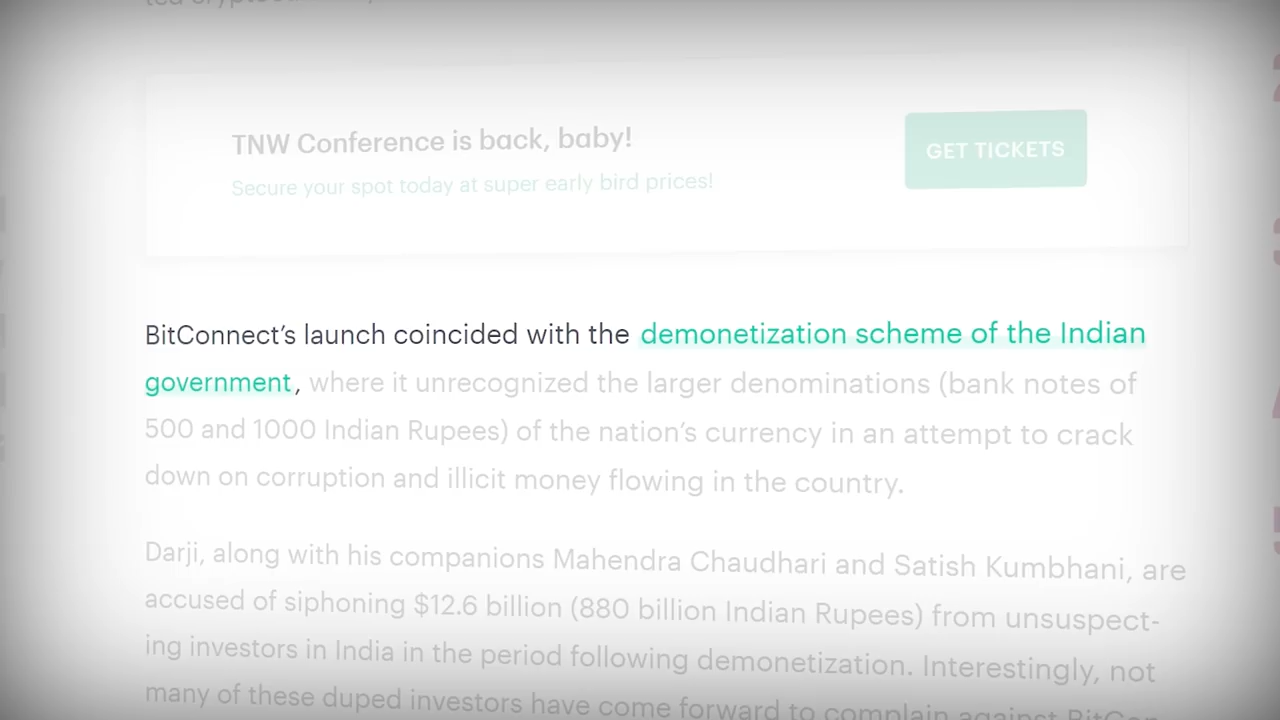 TNW Conference is back, baby!
GET TICKETS
Secure your spot today at super early bird prices!
BitConnect’s launch coincided with the demonetization scheme of the Indian
government, where it unrecognized the larger denominations (bank notes of
500 and 1000 Indian Rupees) of the nation’s currency in an attempt to crack
down on corruption and illicit money flowing in the country.
Darji, along with his companions Mahendra Chaudhari and Satish Kumbhani, are
accused of siphoning $12.6 billion (880 billion Indian Rupees) from unsuspect-
ing investors in India in the period following demonetization. Interestingly, not
many of these duped investors have come forward to complain against BitCon-